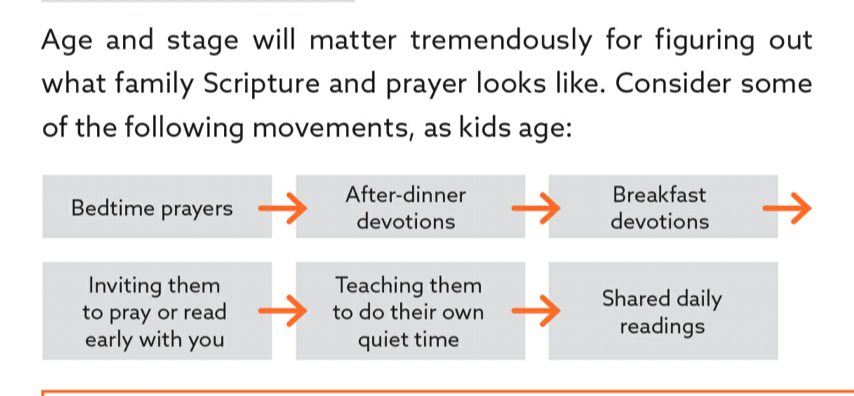 Age and stage will matter tremendously for figuring out
what family Scripture and prayer looks like. Consider some
of the following movements, as kids age:
Bedtime prayers
After-dinner
devotions
Breakfast
devotions
Inviting them
to pray or read
early with you
Teaching them
to do their own
quiet time
Shared daily
readings